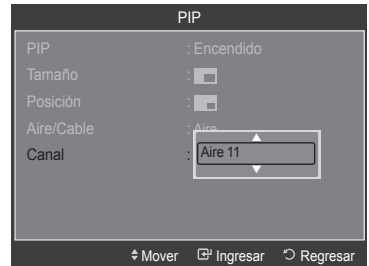 PIP
PIP : Encendido
Tamaño :
Posición :
Aire/Cable : Aire
Canal : Aire 11
Mover Ingresar Regresar